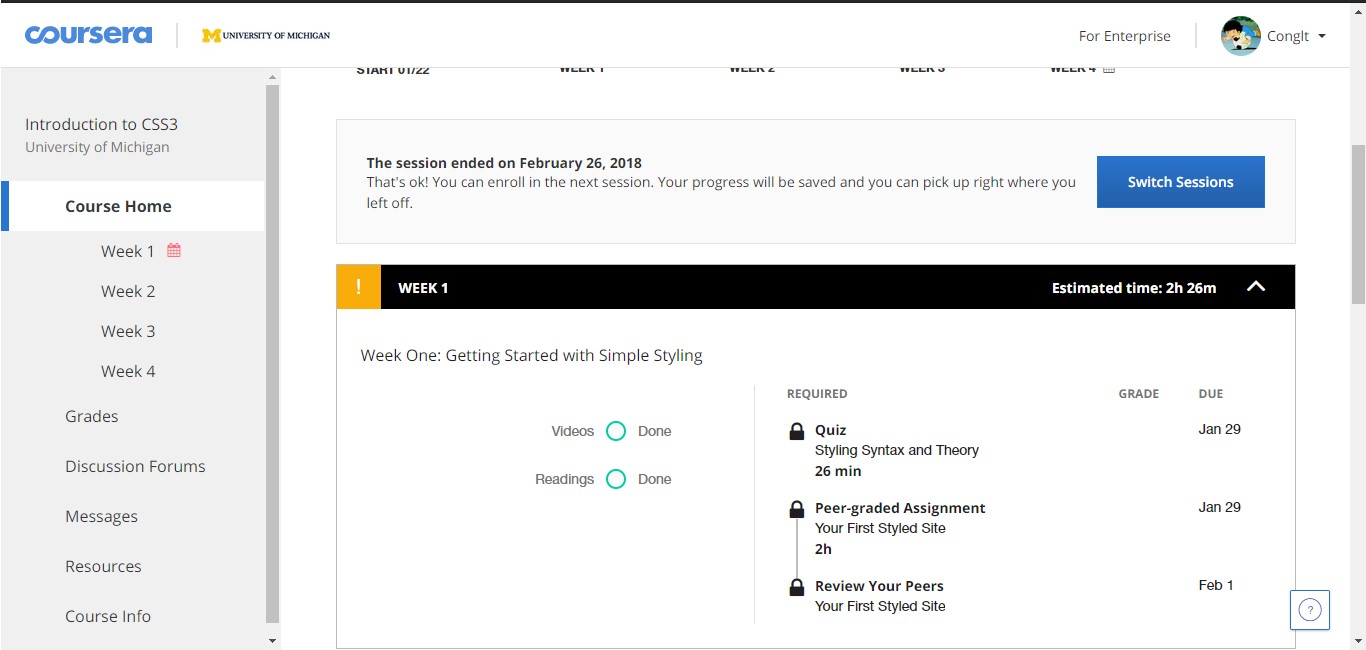 coursera
M UNIVERSITY OF MICHIGAN
For Enterprise
CongIt
START 01/22
WEEK 1
WEEK 2
WEEK 3
WEEK 4
Introduction to CSS3
University of Michigan
Course Home
Week 1
Week 2
Week 3
Week 4
Grades
Discussion Forums
Messages
Resources
Course Info
The session ended on February 26, 2018
That's ok! You can enroll in the next session. Your progress will be saved and you can pick up right where you
left off.
Switch Sessions
! WEEK 1
Estimated time: 2h 26m
Week One: Getting Started with Simple Styling
Videos Done
Readings Done
REQUIRED GRADE DUE
Quiz Jan 29
Styling Syntax and Theory
26 min
Peer-graded Assignment Jan 29
Your First Styled Site
2h
Review Your Peers Feb 1
Your First Styled Site
?